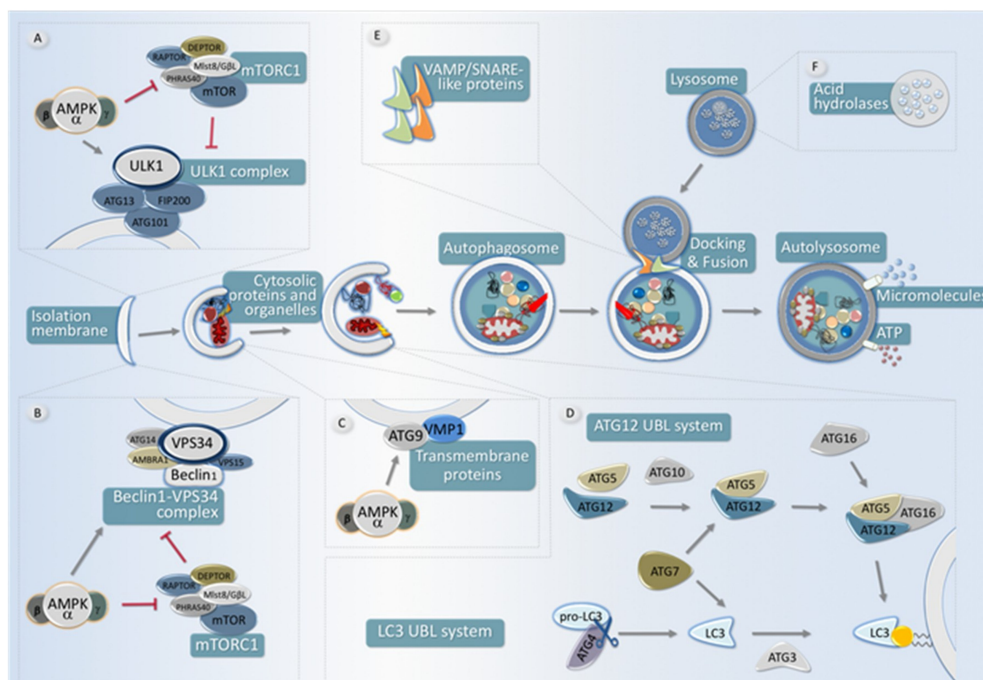 A
RAPTOR
DEPTOR
Mlst8/GβL
PHRAS40
mTORC1
mTOR
β
AMPK
α
γ
ULK1
ULK1 complex
ATG13
FIP200
ATG101
E
VAMP/SNARE-
like proteins
Lysosome
F
Acid
hydrolases
Isolation
membrane
Cytosolic
proteins and
organelles
Autophagosome
Docking
& Fusion
Autolysosome
Micromolecules
ATP
B
ATG14
VPS34
AMBRA1
VPS15
Beclin1
Beclin1-VPS34
complex
β
AMPK
α
γ
RAPTOR
DEPTOR
Mlst8/GβL
PHRAS40
mTOR
mTORC1
C
ATG9
VMP1
Transmembrane
proteins
β
AMPK
α
γ
D
ATG12 UBL system
ATG16
ATG5
ATG10
ATG12
ATG5
ATG12
ATG5
ATG16
ATG12
ATG7
LC3 UBL system
pro-LC3
ATG4
LC3
ATG3
LC3